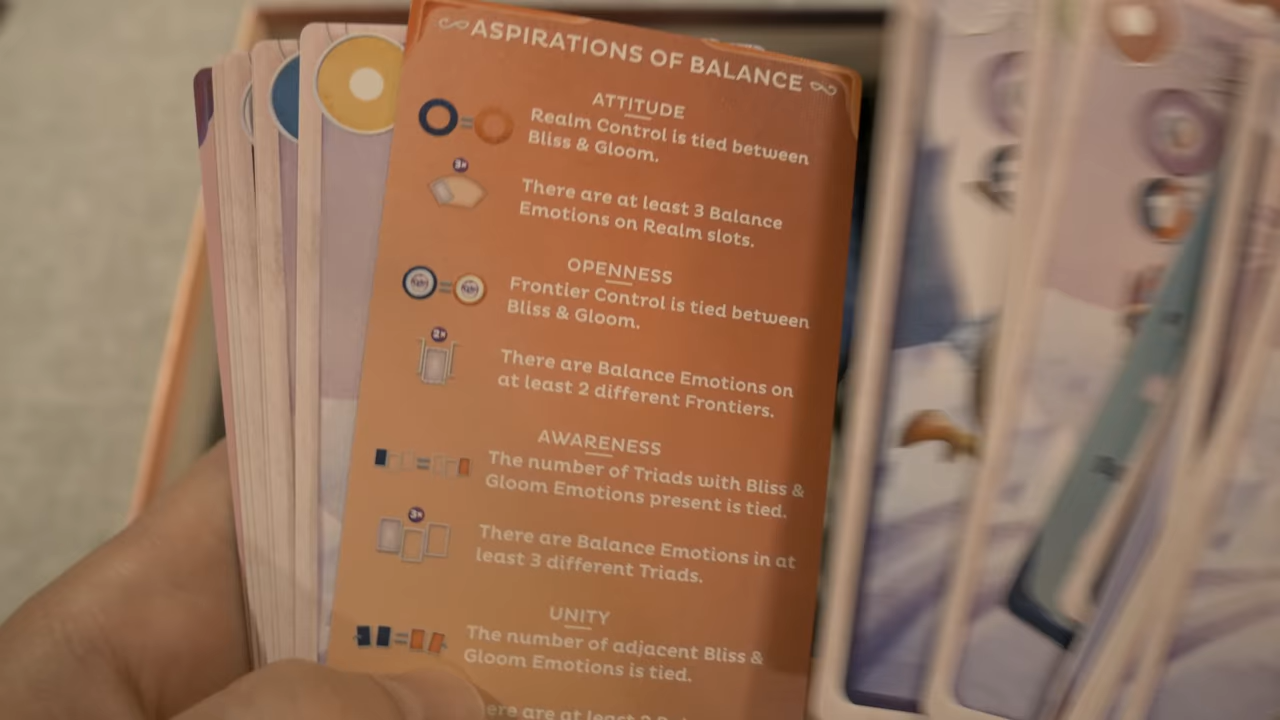 ASPIRATIONS OF BALANCE
ATTITUDE
Realm Control is tied between
Bliss & Gloom.
3+
There are at least 3 Balance
Emotions on Realm slots.
OPENNESS
Frontier Control is tied between
Bliss & Gloom.
2+
There are Balance Emotions on
at least 2 different Frontiers.
AWARENESS
The number of Triads with Bliss &
Gloom Emotions present is tied.
3+
There are Balance Emotions in at
least 3 different Triads.
UNITY
The number of adjacent Bliss &
Gloom Emotions is tied.
are at least